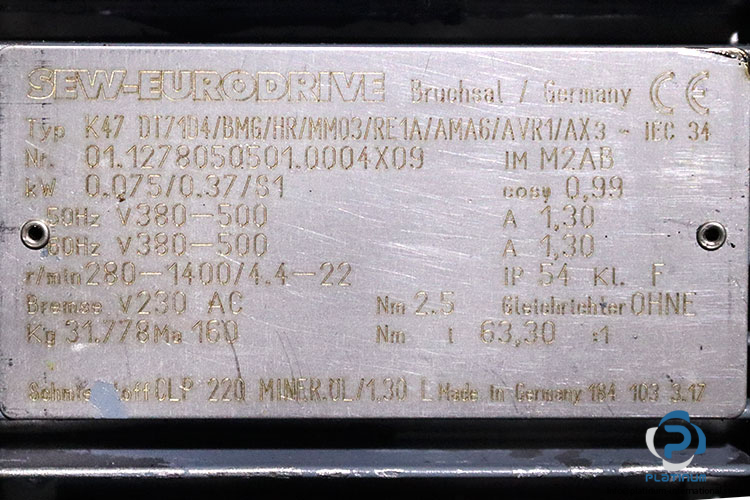 SEW-EURODRIVE Bruchsal / Germany CE
Typ K47 DT71D4/BMG/HR/MM03/RE1A/AMA6/AVR1/AX3 - IEC 34
Nr. 01.1278050501.0004X09 IM M2AB
kW 0.075/0.37/S1 cosφ 0,99
50Hz V380-500 A 1,30
60Hz V380-500 A 1,30
r/min 280-1400/4.4-22 IP 54 Kl. F
Bremse V230 AC Nm 2.5 Gleichrichter OHNE
Kg 31.778 Ma 160 Nm i 63,30 :1
Schmierstoff CLP 220 MINER.ÖL/1.30 L Made in Germany 184 103 3.17